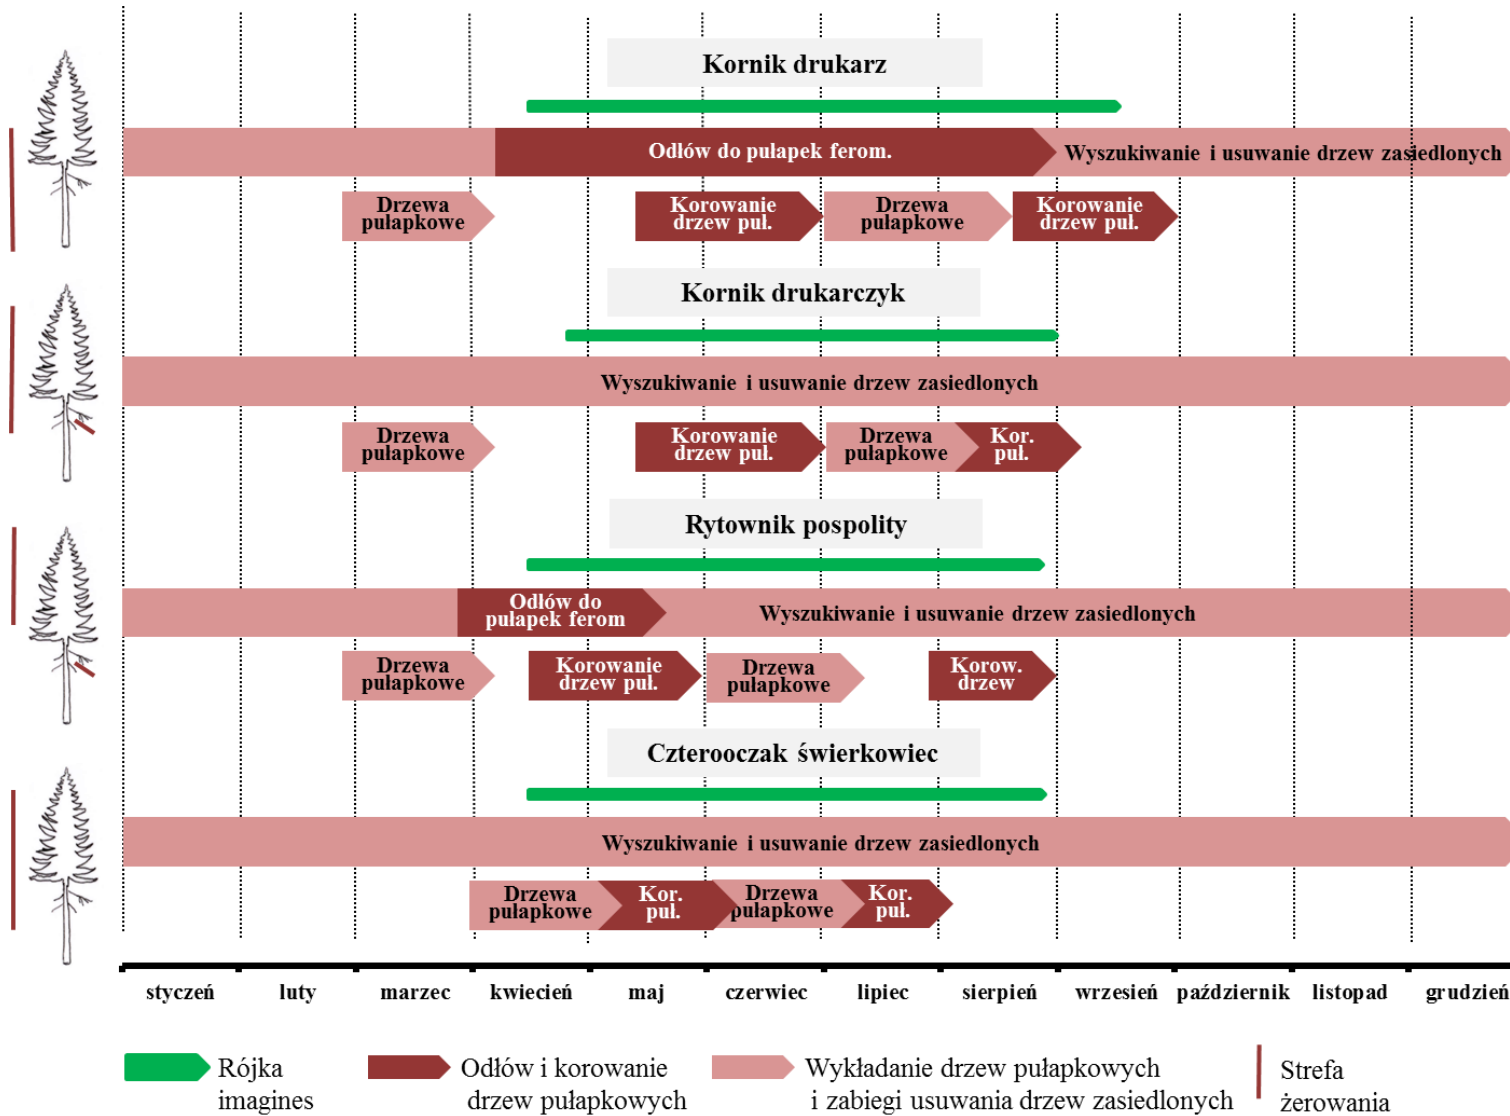 Kornik drukarz
Odłów do pułapek ferom.
Wyszukiwanie i usuwanie drzew zasiedlonych
Drzewa
pułapkowe
Korowanie
drzew puł.
Drzewa
pułapkowe
Korowanie
drzew puł.
Kornik drukarczyk
Wyszukiwanie i usuwanie drzew zasiedlonych
Drzewa
pułapkowe
Korowanie
drzew puł.
Drzewa
pułapkowe
Kor.
puł.
Rytownik pospolity
Odłów do
pułapek ferom
Wyszukiwanie i usuwanie drzew zasiedlonych
Drzewa
pułapkowe
Korowanie
drzew puł.
Drzewa
pułapkowe
Korow.
drzew
Czterooczak świerkowiec
Wyszukiwanie i usuwanie drzew zasiedlonych
Drzewa
pułapkowe
Kor.
puł.
Drzewa
pułapkowe
Kor.
puł.
styczeń luty marzec kwiecień maj czerwiec lipiec sierpień wrzesień październik listopad grudzień
Rójka
imagines
Odłów i korowanie
drzew pułapkowych
Wykładanie drzew pułapkowych
i zabiegi usuwania drzew zasiedlonych
Strefa
żerowania